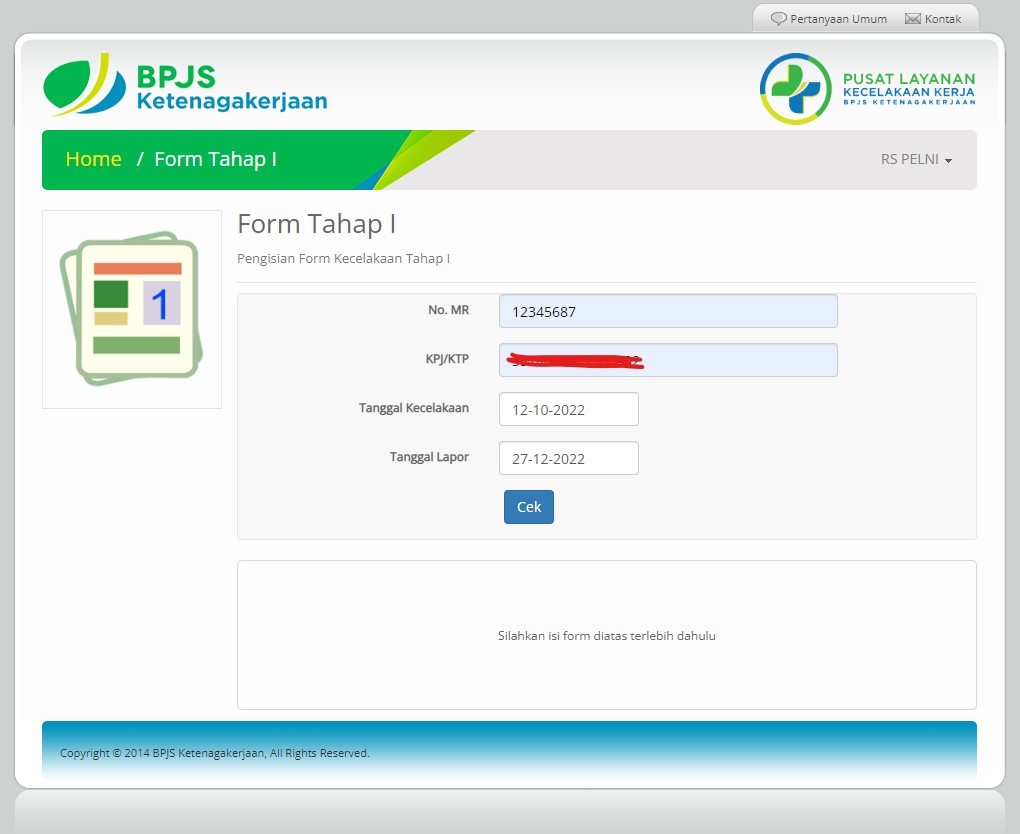 Pertanyaan Umum Kontak
BPJS
Ketenagakerjaan
PUSAT LAYANAN
KECELAKAAN KERJA
BPJS KETENAGAKERJAAN
Home / Form Tahap I
RS PELNI
1
Form Tahap I
Pengisian Form Kecelakaan Tahap I
No. MR 12345687
KPJ/KTP
Tanggal Kecelakaan 12-10-2022
Tanggal Lapor 27-12-2022
Cek
Silahkan isi form diatas terlebih dahulu
Copyright © 2014 BPJS Ketenagakerjaan, All Rights Reserved.